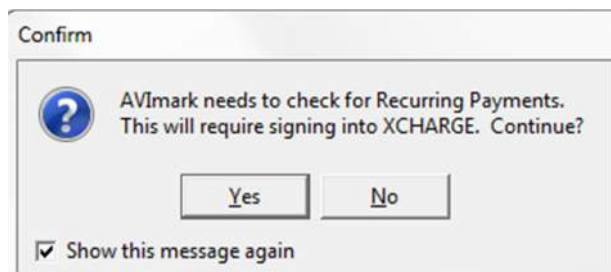 Confirm
AVImark needs to check for Recurring Payments.
This will require signing into XCHARGE. Continue?
Yes
No
Show this message again